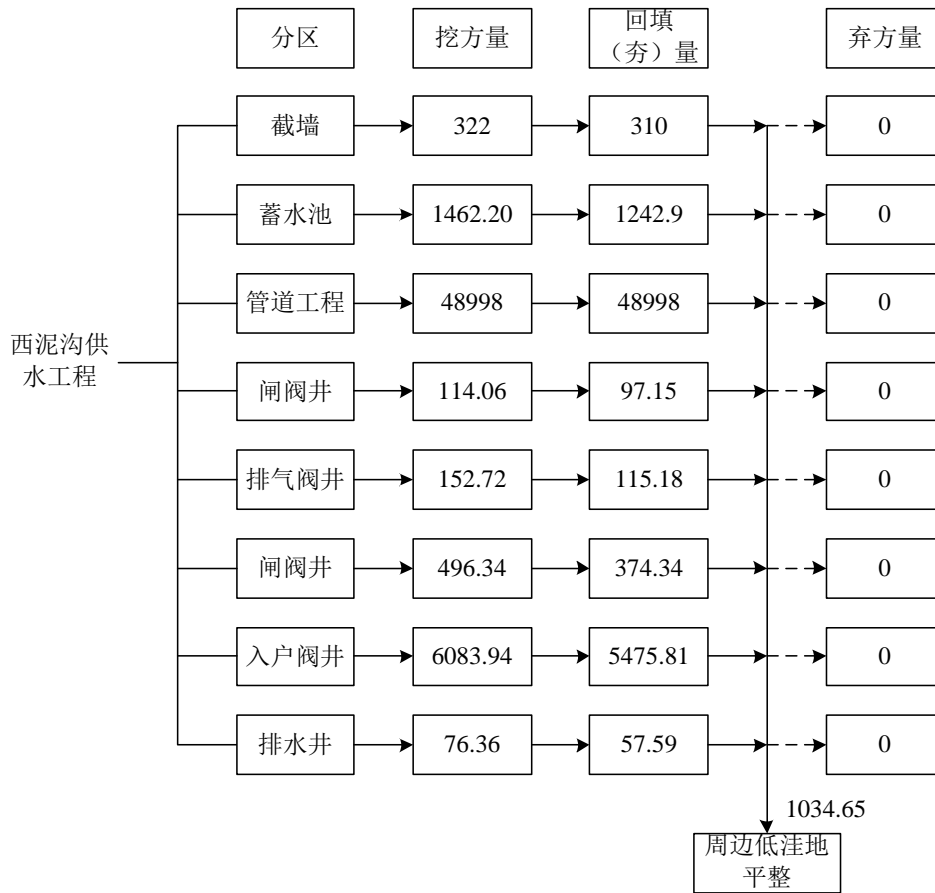 分区
挖方量
回填
（夯）量
弃方量
截墙
322
310
0
蓄水池
1462.20
1242.9
0
管道工程
48998
48998
0
西泥沟供
水工程
闸阀井
114.06
97.15
0
排气阀井
152.72
115.18
0
闸阀井
496.34
374.34
0
入户阀井
6083.94
5475.81
0
排水井
76.36
57.59
0
1034.65
周边低洼地
平整